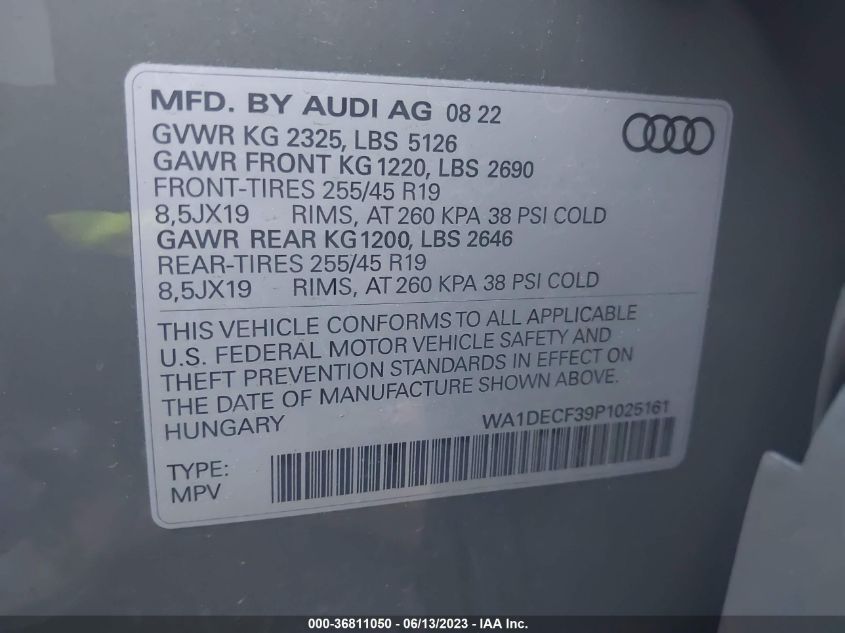 MFD. BY AUDI AG 08 22
GVWR KG 2325, LBS 5126
GAWR FRONT KG 1220, LBS 2690
FRONT-TIRES 255/45 R19
8,5JX19 RIMS, AT 260 KPA 38 PSI COLD
GAWR REAR KG 1200, LBS 2646
REAR-TIRES 255/45 R19
8,5JX19 RIMS, AT 260 KPA 38 PSI COLD
THIS VEHICLE CONFORMS TO ALL APPLICABLE
U.S. FEDERAL MOTOR VEHICLE SAFETY AND
THEFT PREVENTION STANDARDS IN EFFECT ON
THE DATE OF MANUFACTURE SHOWN ABOVE.
HUNGARY WA1DECF39P1025161
TYPE:
MPV
000-36811050 - 06/13/2023 - WA, INC.